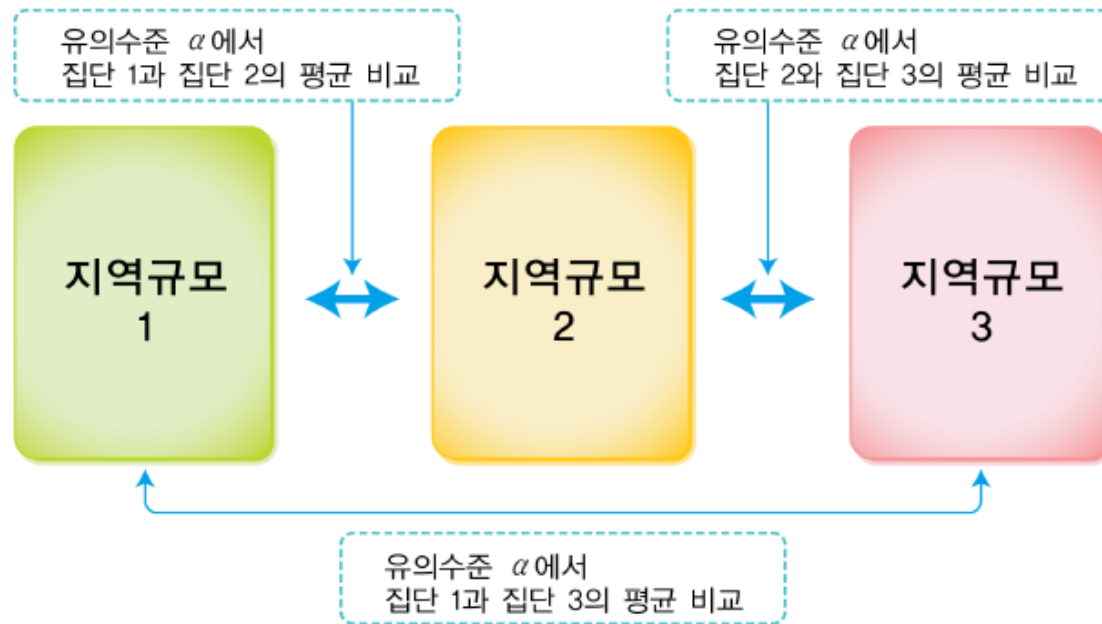 유의수준 α에서
집단 1과 집단 2의 평균 비교
유의수준 α에서
집단 2와 집단 3의 평균 비교
지역규모
1
지역규모
2
지역규모
3
유의수준 α에서
집단 1과 집단 3의 평균 비교